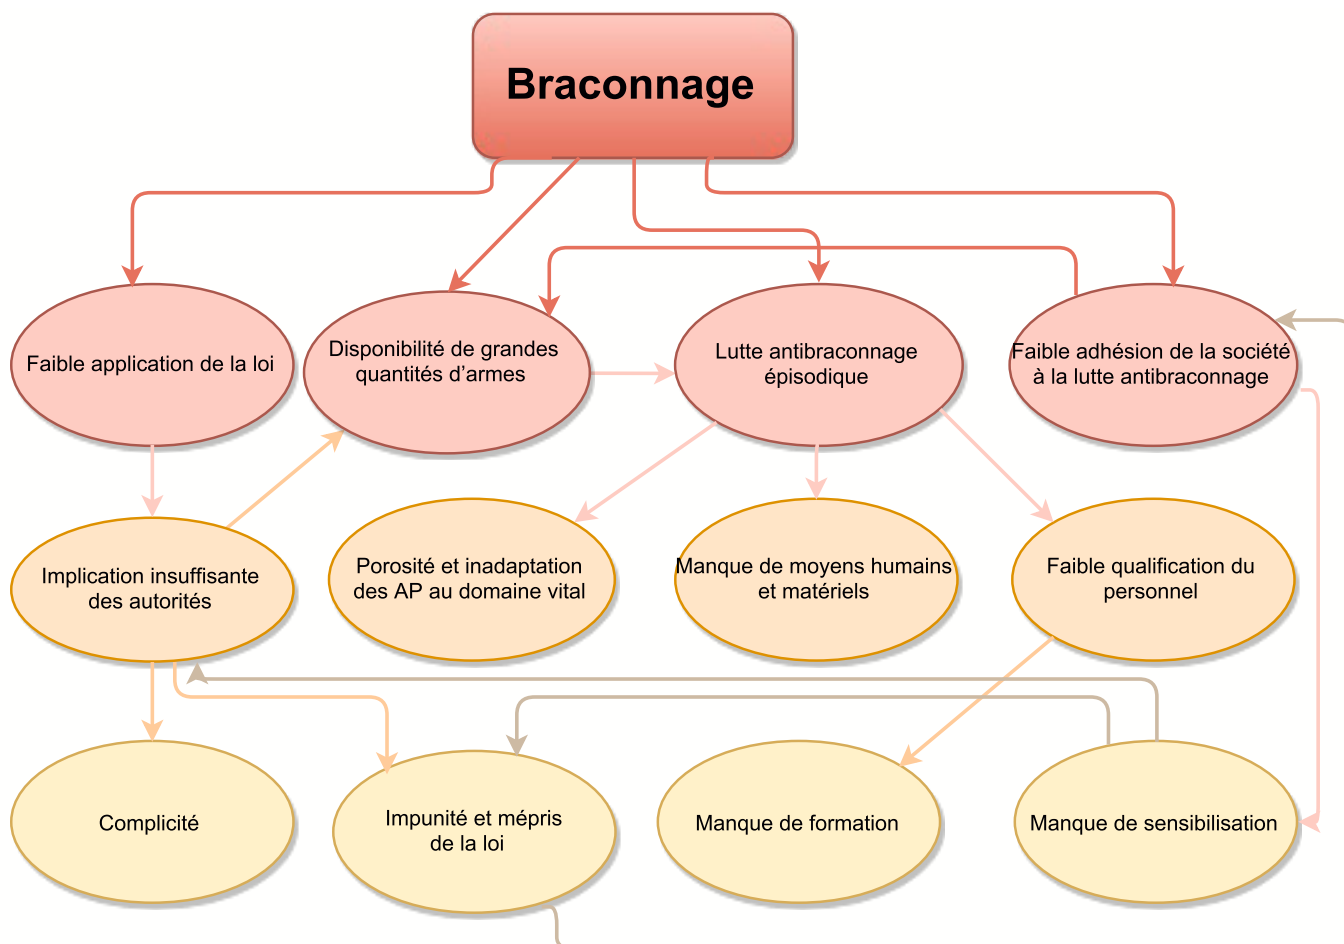 Braconnage
Faible application de la loi
Disponibilité de grandes
quantités d'armes
Lutte antibraconnage
épisodique
Faible adhésion de la société
à la lutte antibraconnage
Implication insuffisante
des autorités
Porosité et inadaptation
des AP au domaine vital
Manque de moyens humains
et matériels
Faible qualification du
personnel
Complicité
Impunité et mépris
de la loi
Manque de formation
Manque de sensibilisation